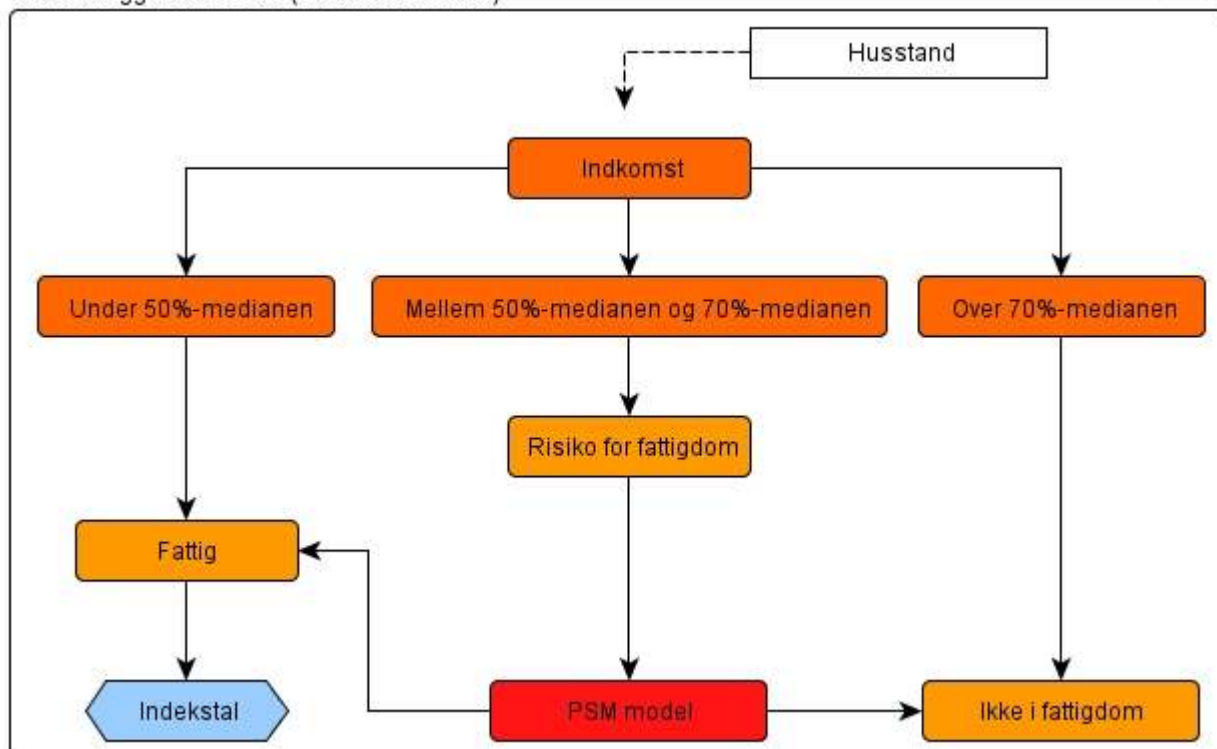 Husstand
Indkomst
Under 50%-medianen
Mellem 50%-medianen og 70%-medianen
Over 70%-medianen
Risiko for fattigdom
Fattig
Indekstal
PSM model
Ikke i fattigdom